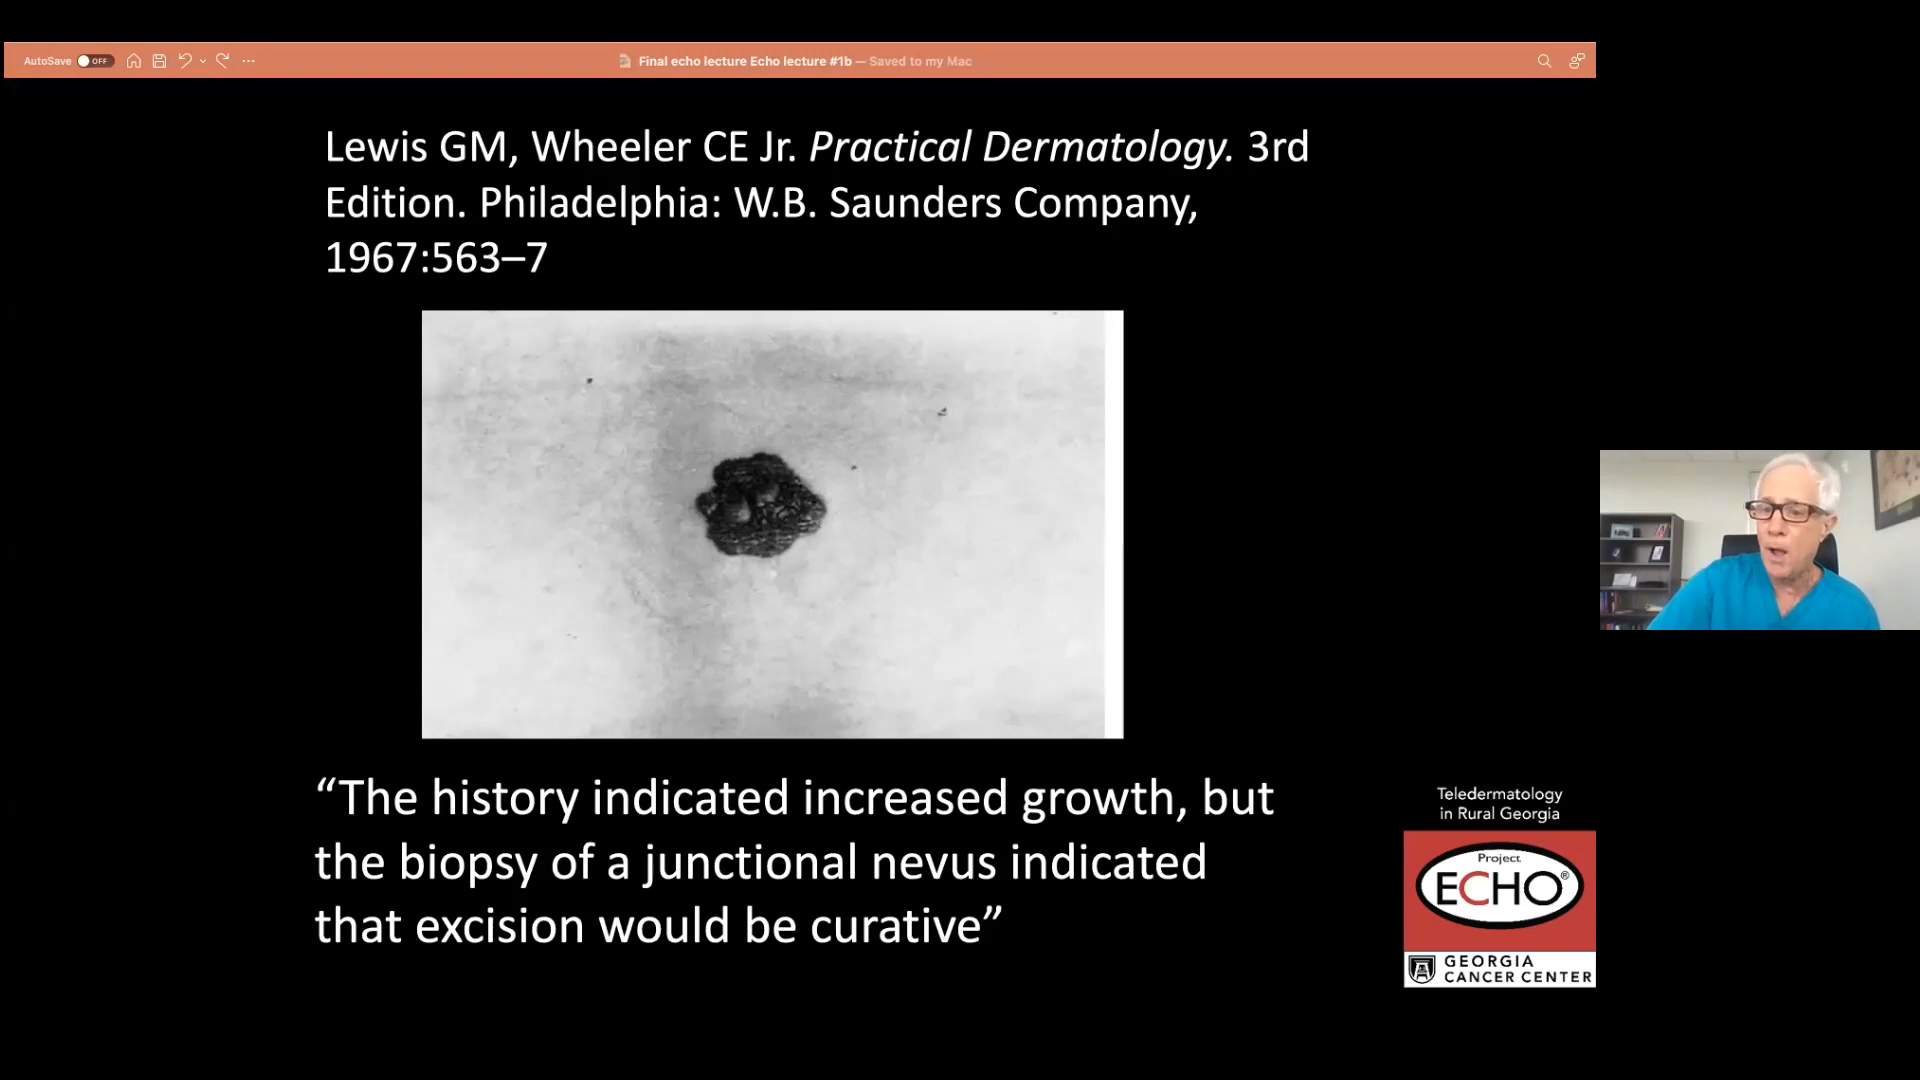 AutoSave OFF
Final echo lecture Echo lecture #1b — Saved to my Mac
Lewis GM, Wheeler CE Jr. Practical Dermatology. 3rd
Edition. Philadelphia: W.B. Saunders Company,
1967:563–7
“The history indicated increased growth, but
the biopsy of a junctional nevus indicated
that excision would be curative”
Teledermatology
in Rural Georgia
Project
ECHO®
GEORGIA
CANCER CENTER